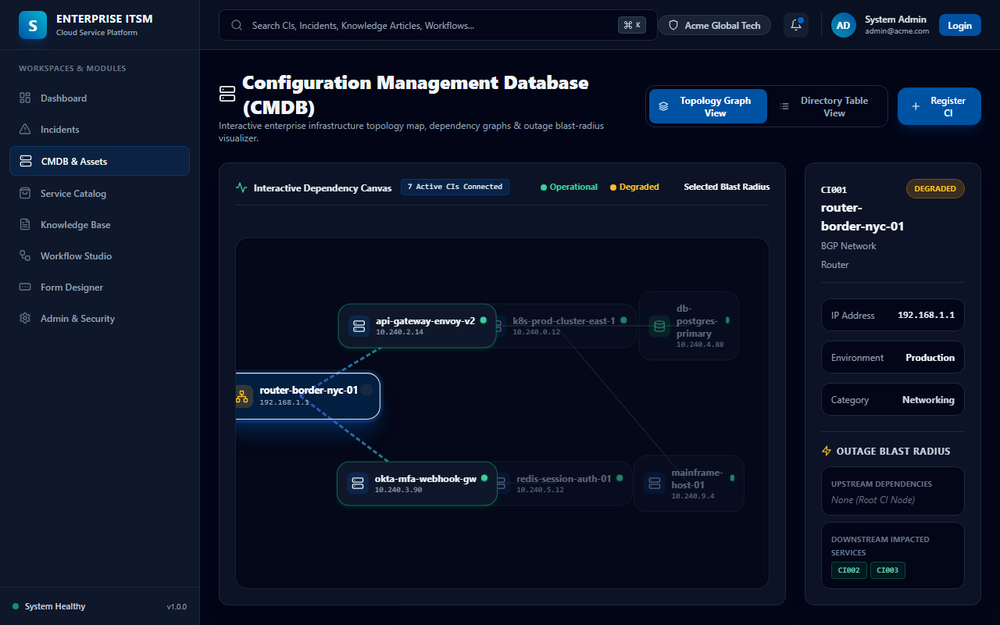 S
ENTERPRISE ITSM
Cloud Service Platform
Search CIs, Incidents, Knowledge Articles, Workflows...
⌘ K
Acme Global Tech
AD
System Admin
admin@acme.com
Login
WORKSPACES & MODULES
Dashboard
Incidents
CMDB & Assets
Service Catalog
Knowledge Base
Workflow Studio
Form Designer
Admin & Security
System Healthy
v1.0.0
Configuration Management Database
(CMDB)
Interactive enterprise infrastructure topology map, dependency graphs & outage blast-radius
visualizer.
Topology Graph
View
Directory Table
View
Register
CI
Interactive Dependency Canvas
7 Active CIs Connected
Operational
Degraded
Selected Blast Radius
api-gateway-envoy-v2
10.240.2.14
k8s-prod-cluster-east-1
10.240.0.12
db-
postgres-
primary
10.240.4.88
router-border-nyc-01
192.168.1.1
okta-mfa-webhook-gw
10.240.3.90
redis-session-auth-01
10.240.5.12
mainframe-
host-01
10.240.9.4
CI001
DEGRADED
router-
border-nyc-01
BGP Network
Router
IP Address
192.168.1.1
Environment
Production
Category
Networking
OUTAGE BLAST RADIUS
UPSTREAM DEPENDENCIES
None (Root CI Node)
DOWNSTREAM IMPACTED
SERVICES
CI002
CI003